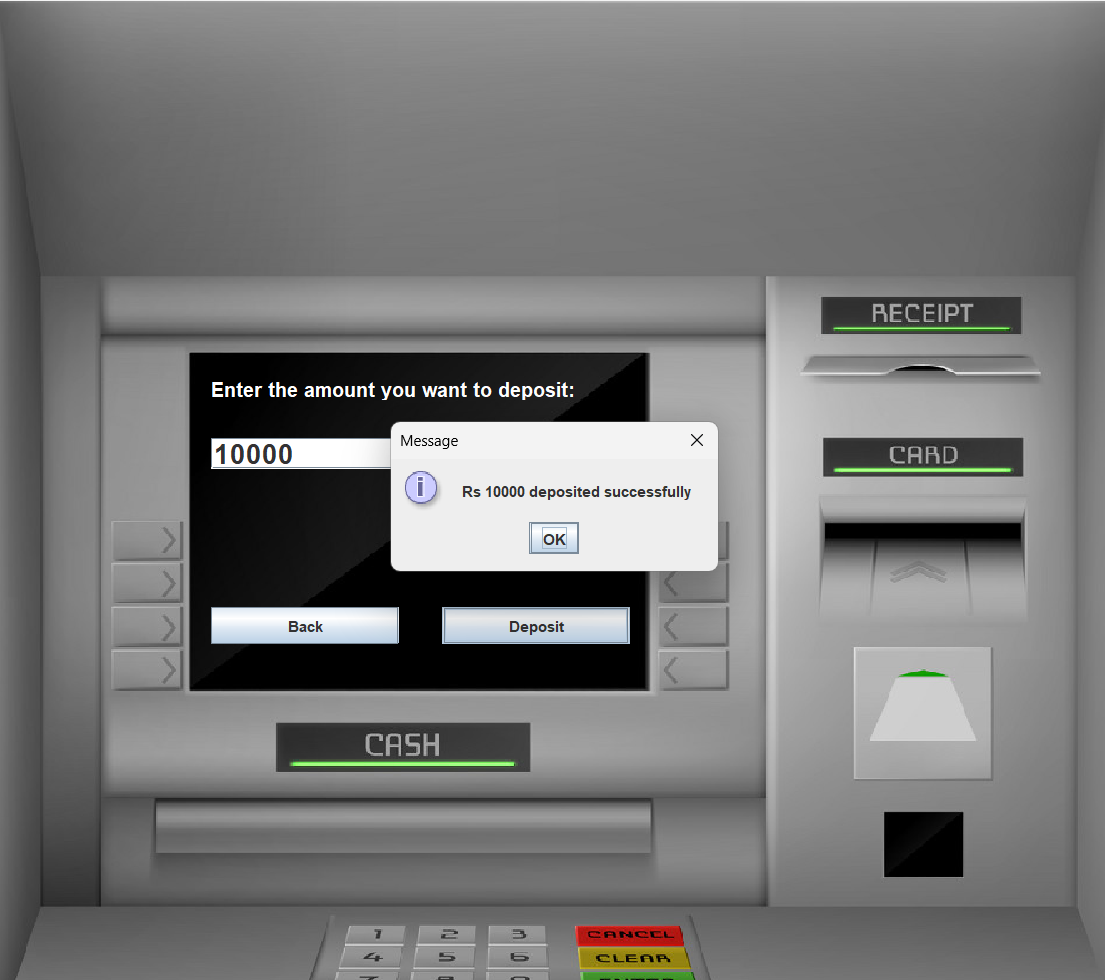 RECEIPT
Enter the amount you want to deposit:
Message
10000
CARD
Rs 10000 deposited successfully
OK
Back
Deposit
CASH
1 2 3 CANCEL
4 5 6 CLEAR